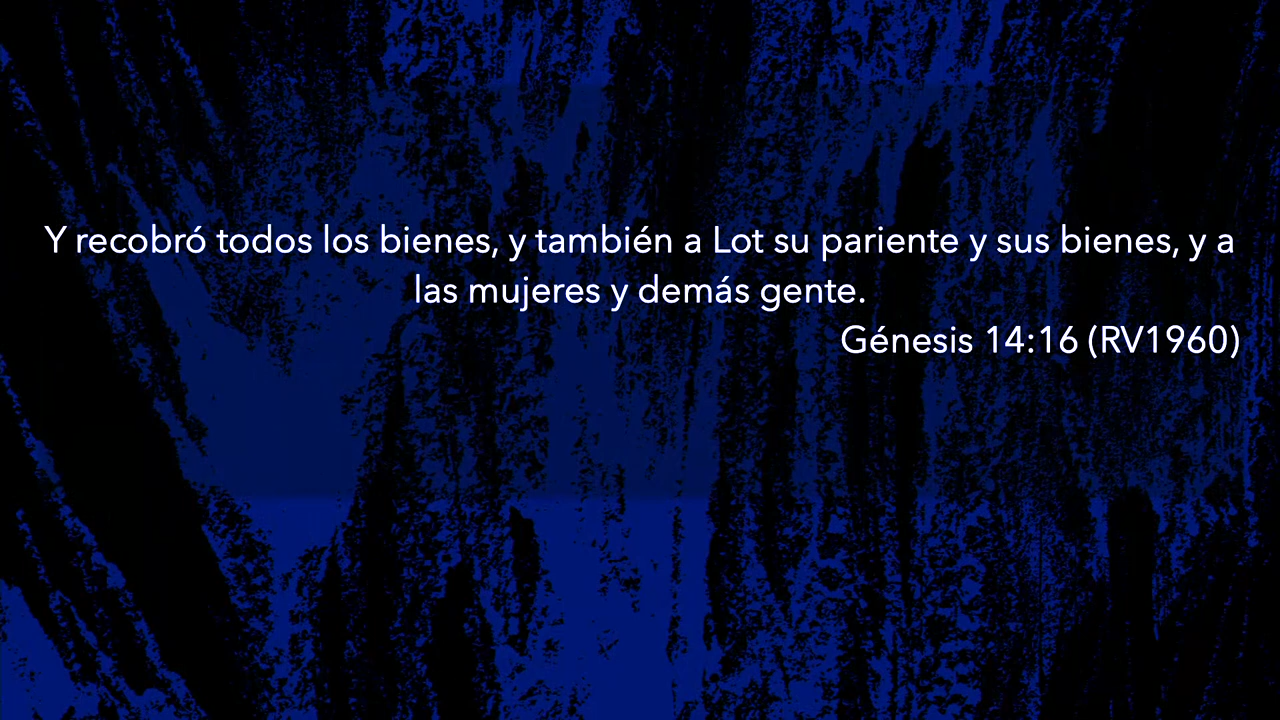 Y recobró todos los bienes, y también a Lot su pariente y sus bienes, y a
las mujeres y demás gente.
Génesis 14:16 (RV1960)